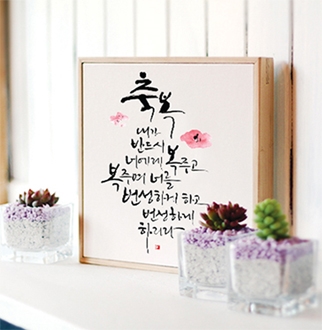 축복
내가
반드시
너에게 복주고
복주며 너를
번성하게 하고
번성하게
하리라